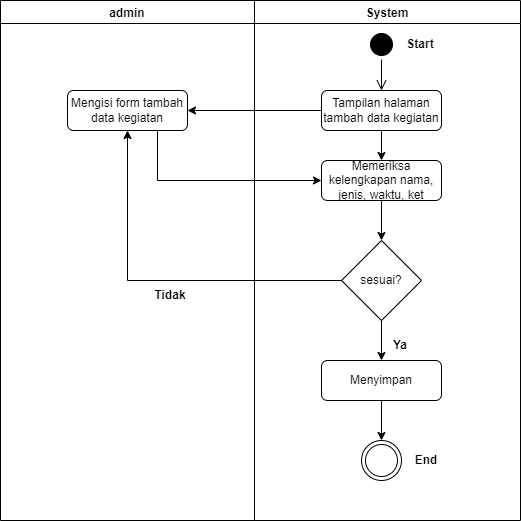 admin
System
Start
Mengisi form tambah
data kegiatan
Tampilan halaman
tambah data kegiatan
Memeriksa
kelengkapan nama,
jenis, waktu, ket
sesuai?
Tidak
Ya
Menyimpan
End